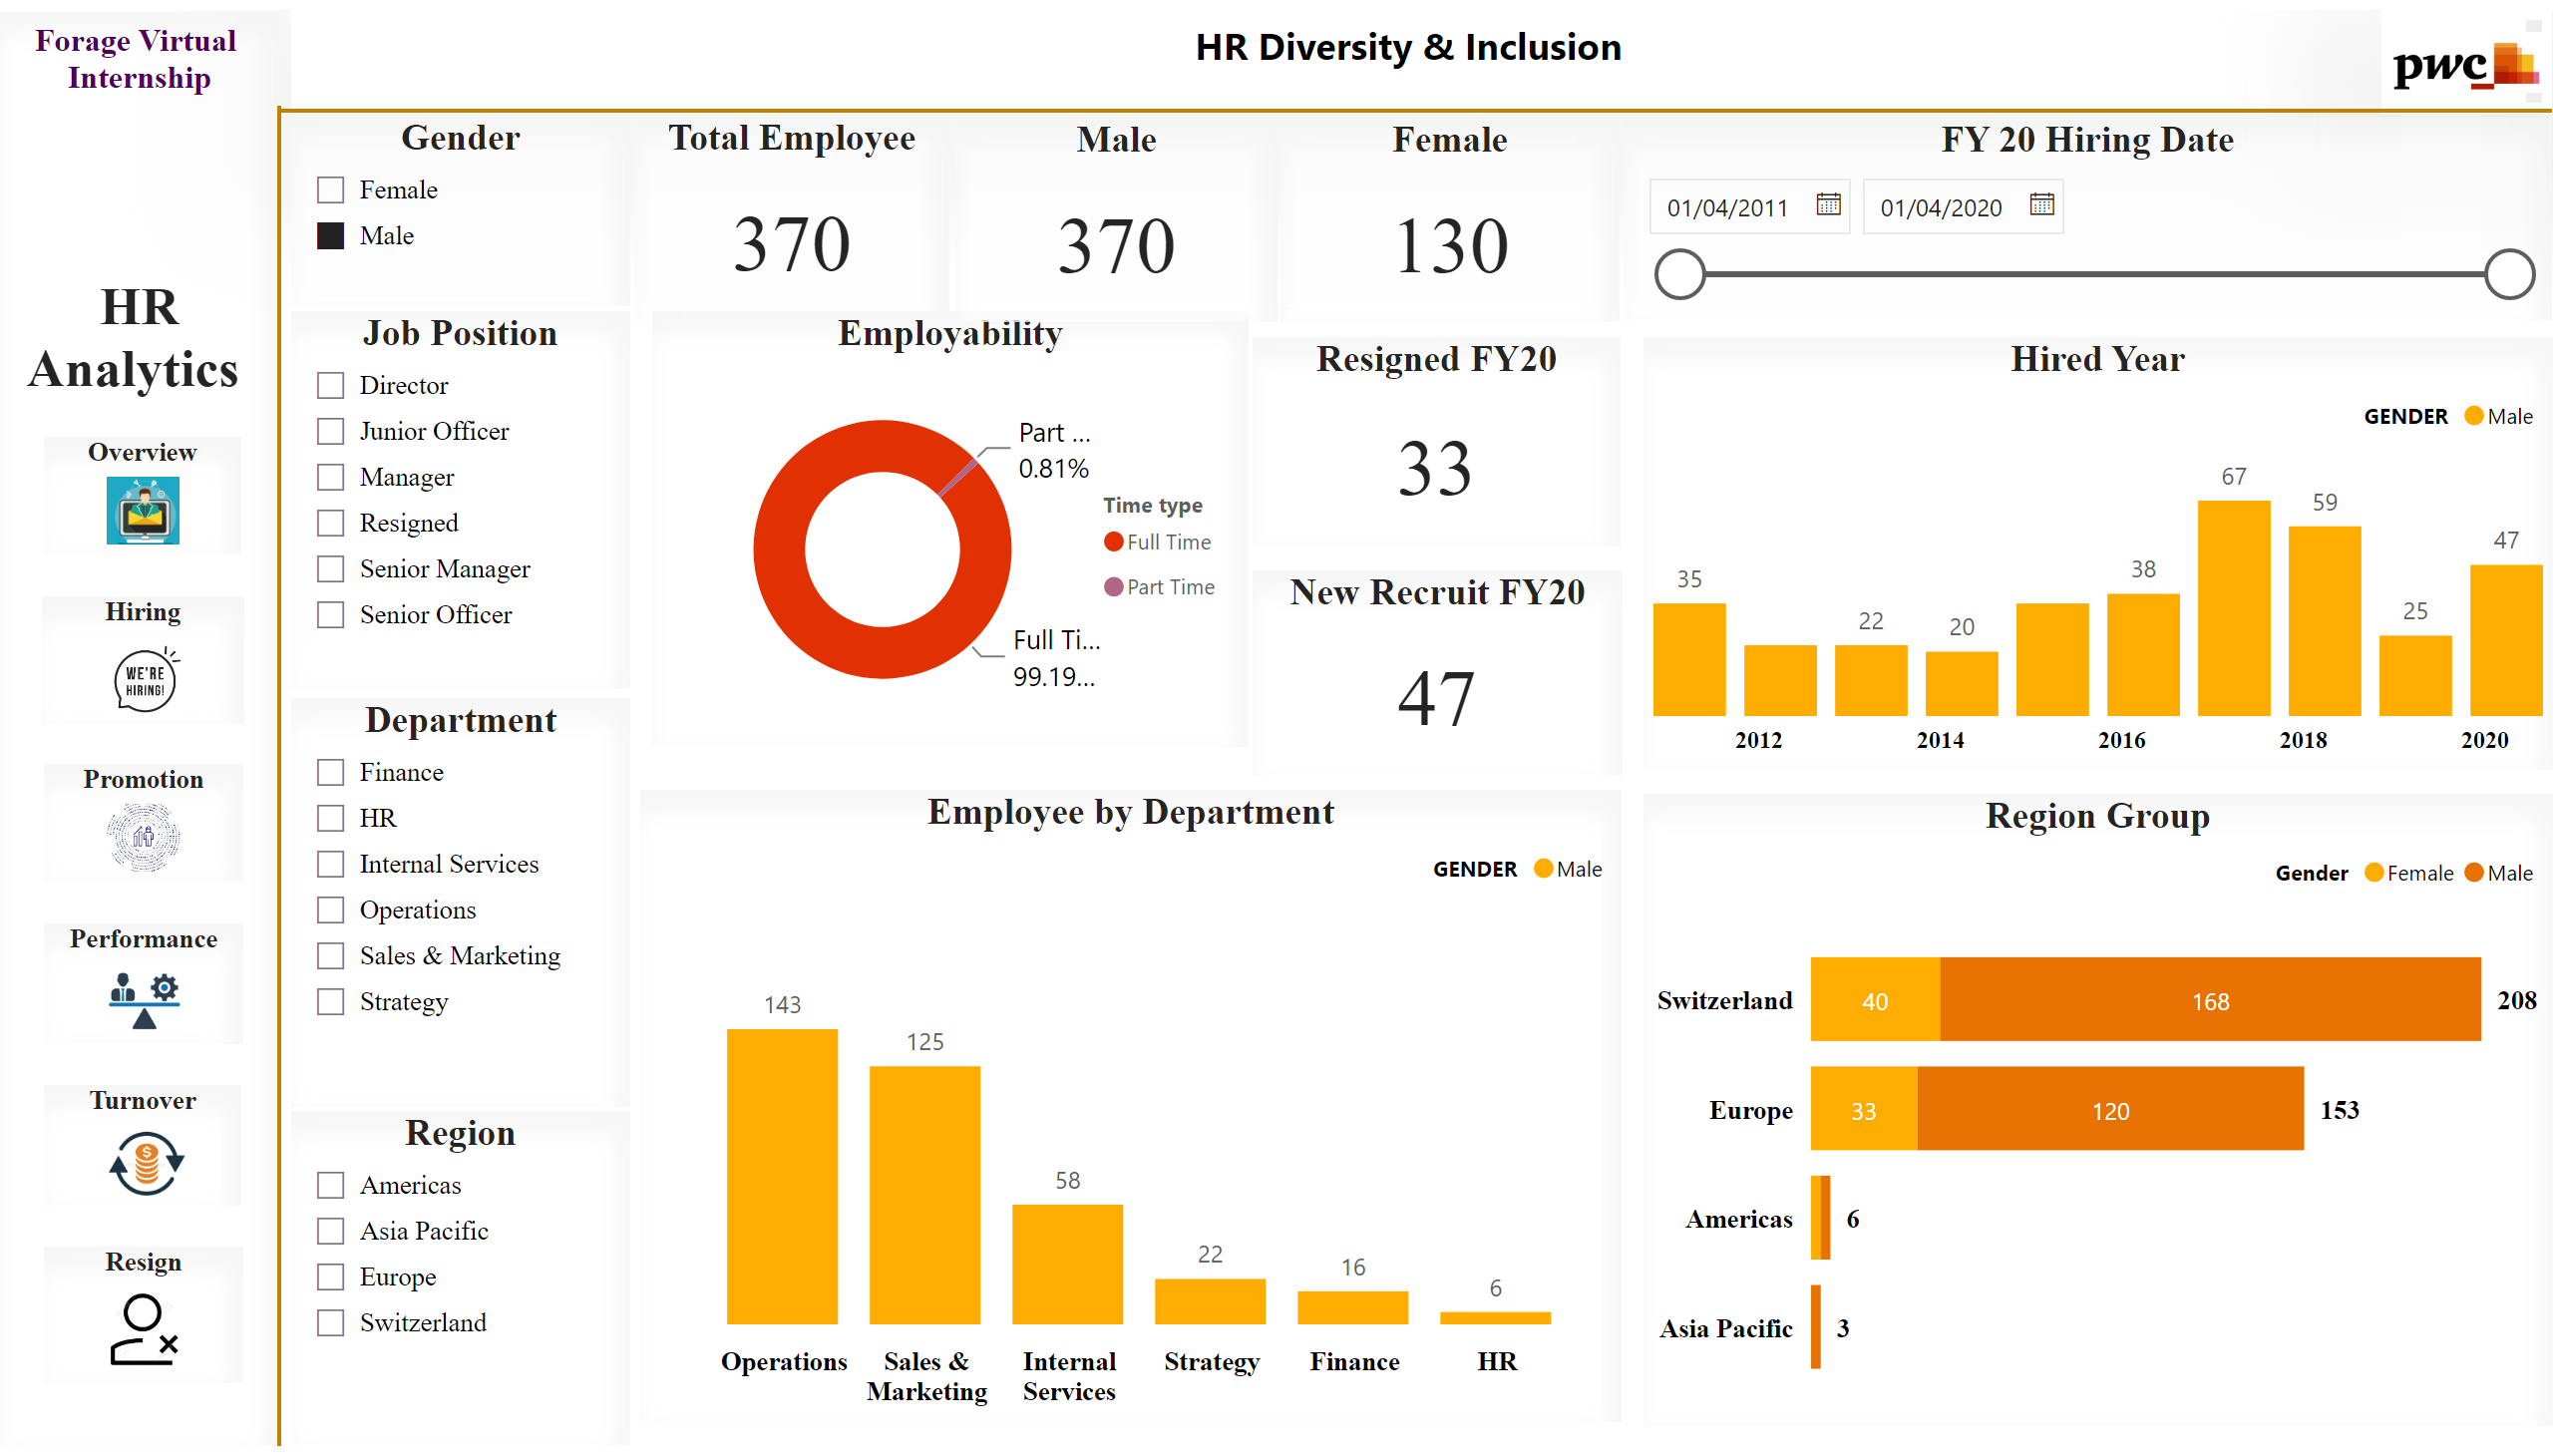 Forage Virtual
Internship
HR Diversity & Inclusion
pwc
HR
Analytics
Overview
Hiring
WE'RE
HIRING!
Promotion
Performance
Turnover
$
Resign
Gender
Female
Male
Job Position
Director
Junior Officer
Manager
Resigned
Senior Manager
Senior Officer
Department
Finance
HR
Internal Services
Operations
Sales & Marketing
Strategy
Region
Americas
Asia Pacific
Europe
Switzerland
Total Employee
370
Male
370
Female
130
FY 20 Hiring Date
01/04/2011
01/04/2020
Employability
Part ...
0.81%
Time type
Full Time
Part Time
Full Ti...
99.19...
Resigned FY20
33
New Recruit FY20
47
Hired Year
GENDER Male
35
22
20
38
67
59
25
47
2012 2014 2016 2018 2020
Employee by Department
GENDER Male
143
125
58
22
16
6
Operations
Sales &
Marketing
Internal
Services
Strategy
Finance
HR
Region Group
Gender Female Male
Switzerland 40 168 208
Europe 33 120 153
Americas 6
Asia Pacific 3